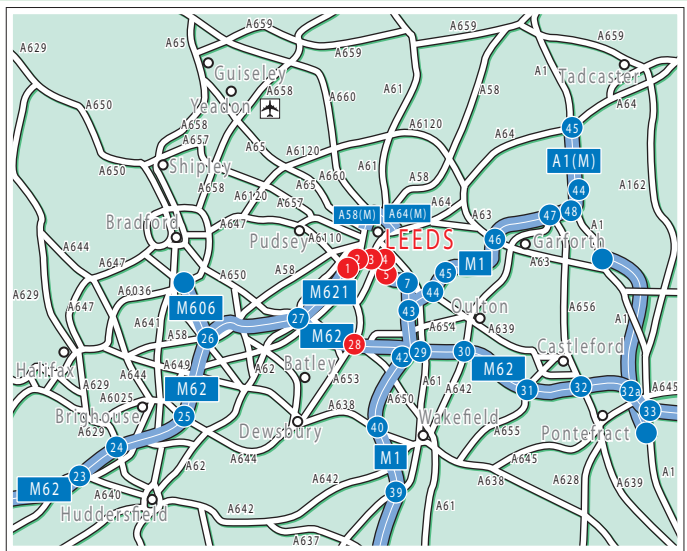 A659
A659
A629
A65
A659
A1
Guiseley
A61
A58
Tadcaster
Yeadon
A658
A660
A64
A650
A650
A658
A6120
A657
A65
A64
45
A6120
A61
Shipley
A660
A1(M)
A658
A65
A58
44
A162
A6120
A657
A64
A58(M)
A64(M)
A63
47
48
Bradford
A647
Pudsey
A6110
LEEDS
46
A1
A644
Garforth
2
3
4
A63
A647
A650
A58
1
5
45
M1
A629
A6036
M621
7
44
A647
M606
Oulton
A656
A641
27
M62
43
A58
26
28
A654
A639
Halifax
A649
A62
42
29
30
Castleford
Batley
A653
A61
M62
A644
M62
A650
A642
31
32
32a
A645
A6025
33
Brighouse
25
A638
Wakefield
A629
Dewsbury
40
A655
Pontefract
24
A62
A644
M1
A645
A1
23
A638
A628
A639
M62
A640
39
Huddersfield
A642
A642
A61
A637